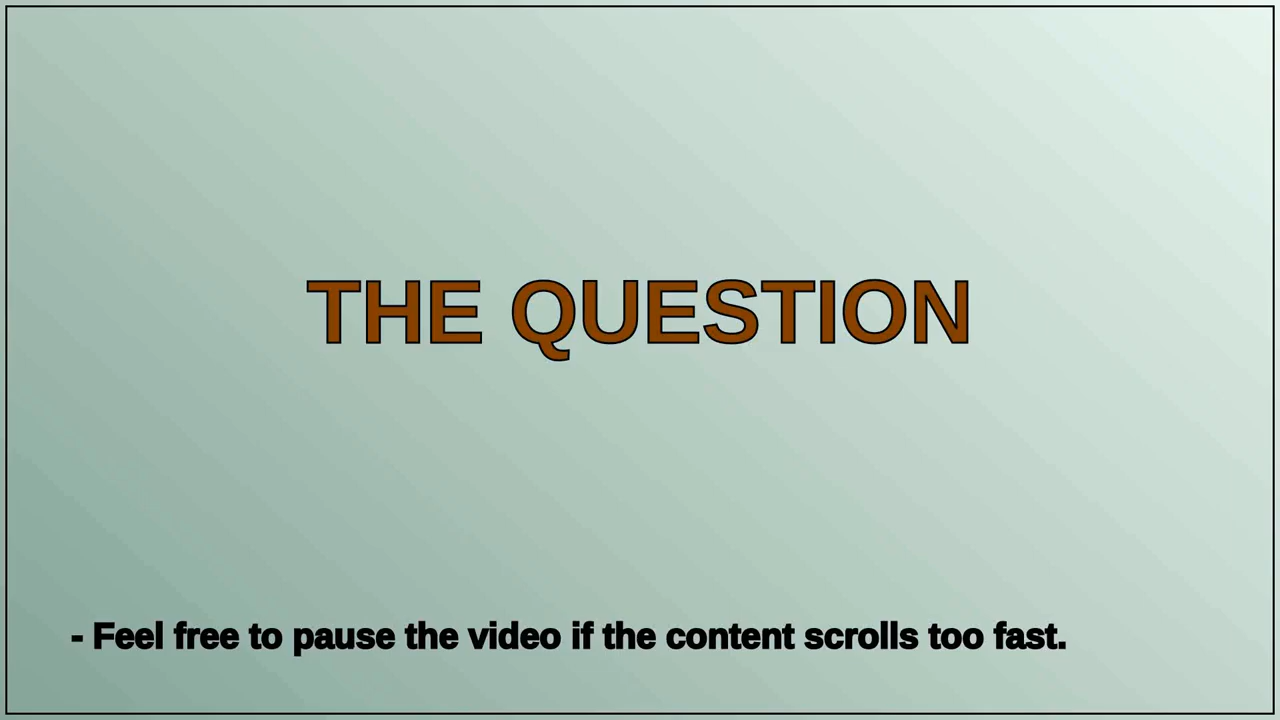 THE QUESTION
- Feel free to pause the video if the content scrolls too fast.